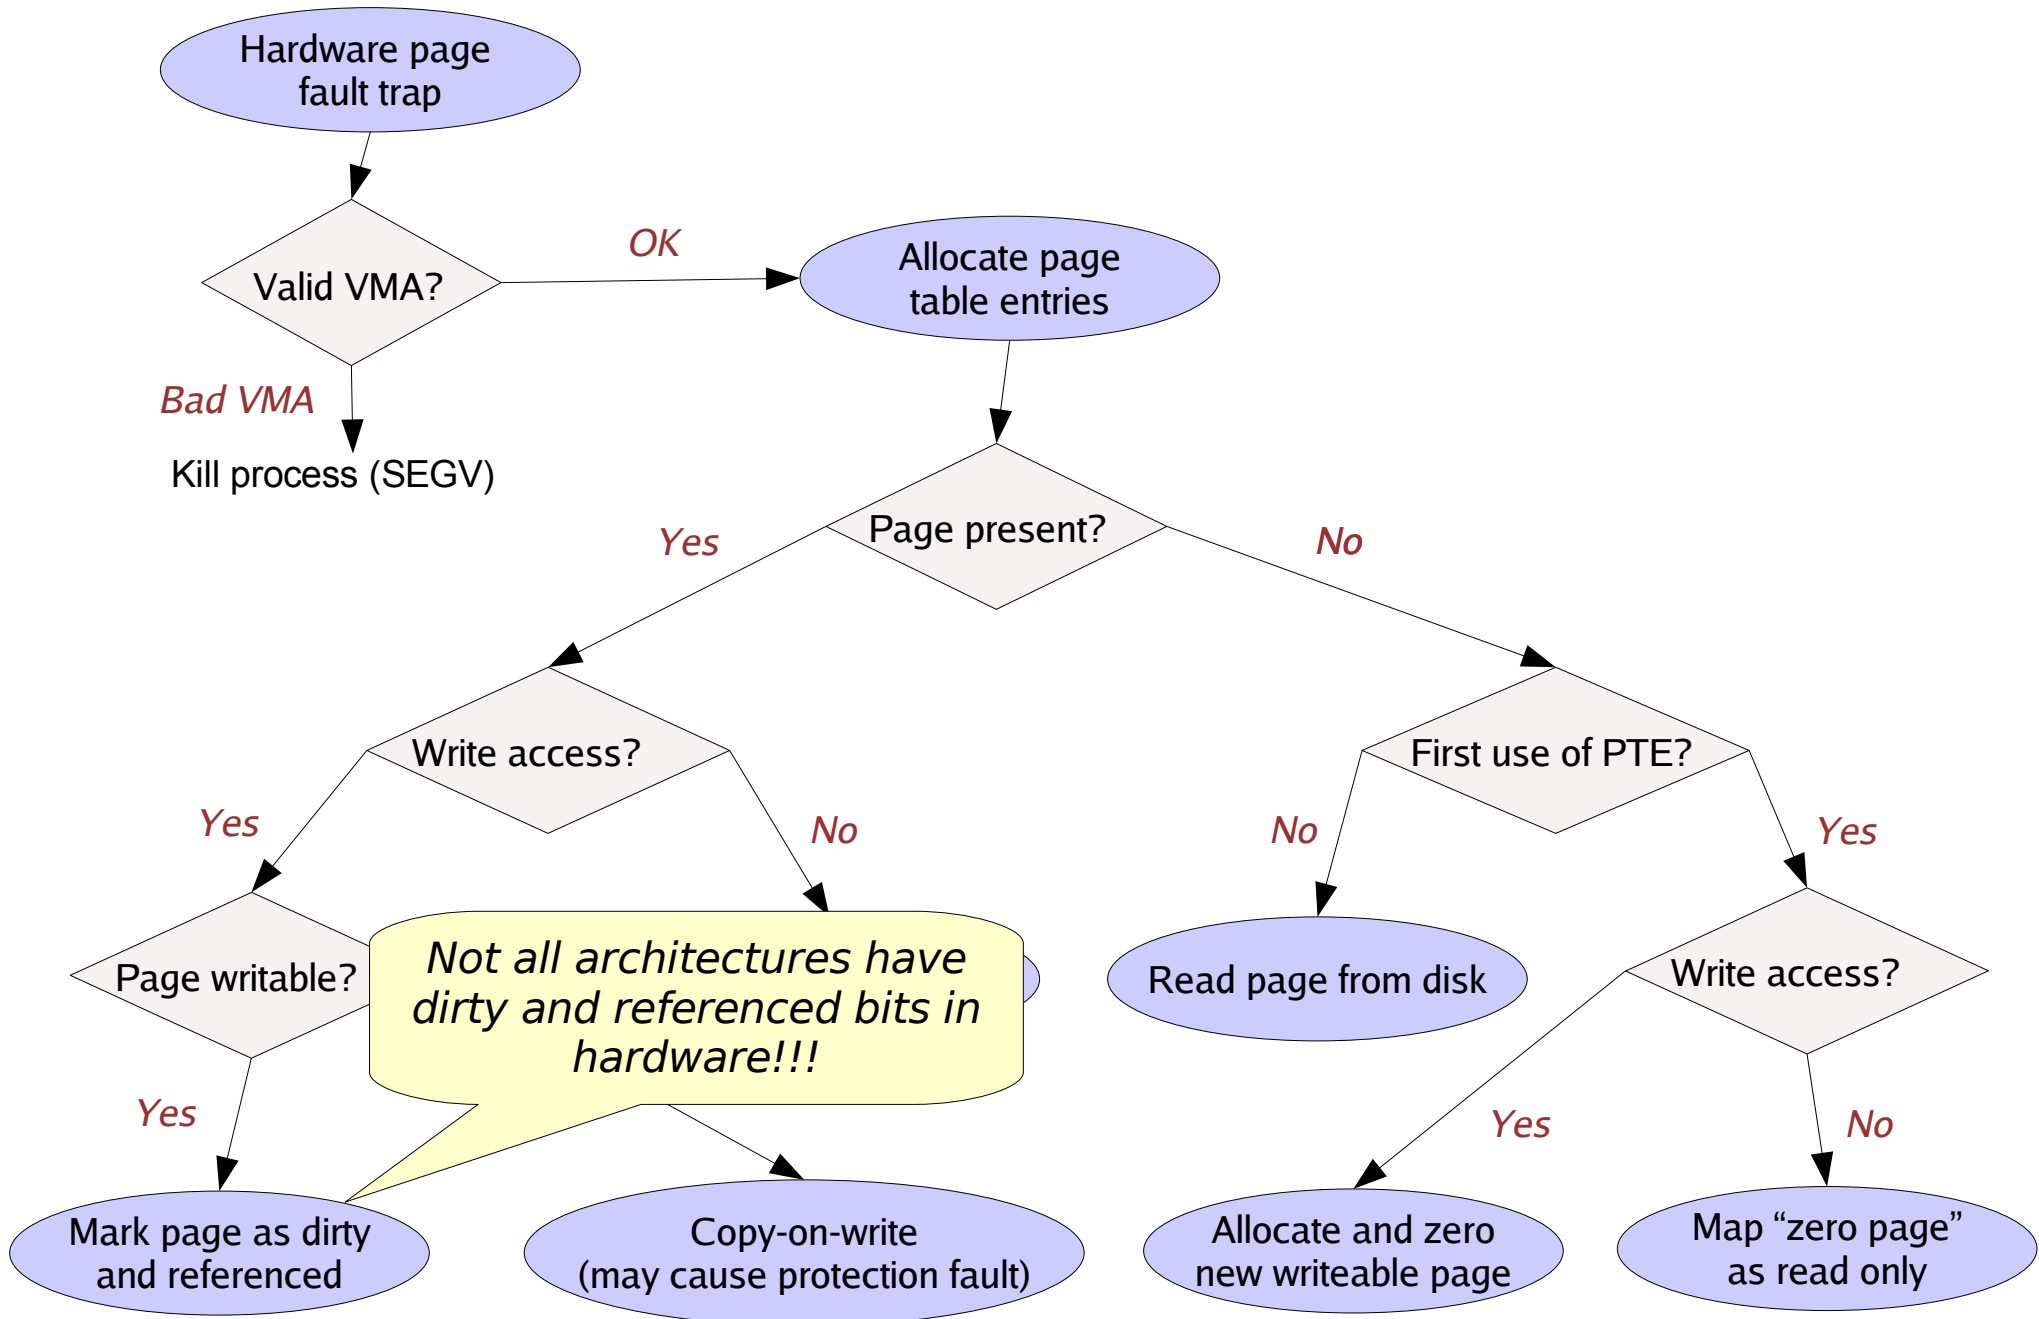 Hardware page
fault trap
OK
Allocate page
table entries
Valid VMA?
Bad VMA
Kill process (SEGV)
Page present?
Yes
No
Write access?
First use of PTE?
Yes
No
No
Yes
Page writable?
Not all architectures have
dirty and referenced bits in
hardware!!!
Read page from disk
Write access?
Yes
Yes
No
Mark page as dirty
and referenced
Copy-on-write
(may cause protection fault)
Allocate and zero
new writeable page
Map “zero page”
as read only